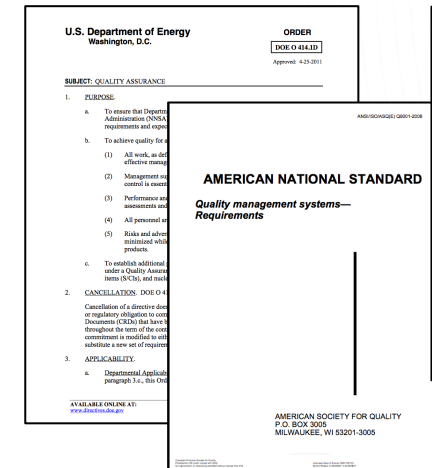 U.S. Department of Energy
Washington, D.C.
ORDER
DOE O 414.1D
Approved: 4-25-2011
SUBJECT: QUALITY ASSURANCE
1. PURPOSE.
a. To ensure that Departm
Administration (NNSA
requirements and expec
b. To achieve quality for a
(1) All work, as def
effective manag
(2) Management sup
control is essent
(3) Performance an
assessments and
(4) All personnel ar
(5) Risks and adver
minimized while
products.
c. To establish additional p
under a Quality Assuran
items (S/CIs), and nucle
2. CANCELLATION. DOE O 41
Cancellation of a directive doe
or regulatory obligation to com
Documents (CRDs) that have b
throughout the term of the cont
commitment is modified to eith
substitute a new set of requirem
3. APPLICABILITY.
a. Departmental Applicab
paragraph 3.c., this Ord
AVAILABLE ONLINE AT:
www.directives.doe.gov
ANSI/ISO/ASQ(E) Q9001-2008
AMERICAN NATIONAL STANDARD
Quality management systems—
Requirements
AMERICAN SOCIETY FOR QUALITY
P.O. BOX 3005
MILWAUKEE, WI 53201-3005